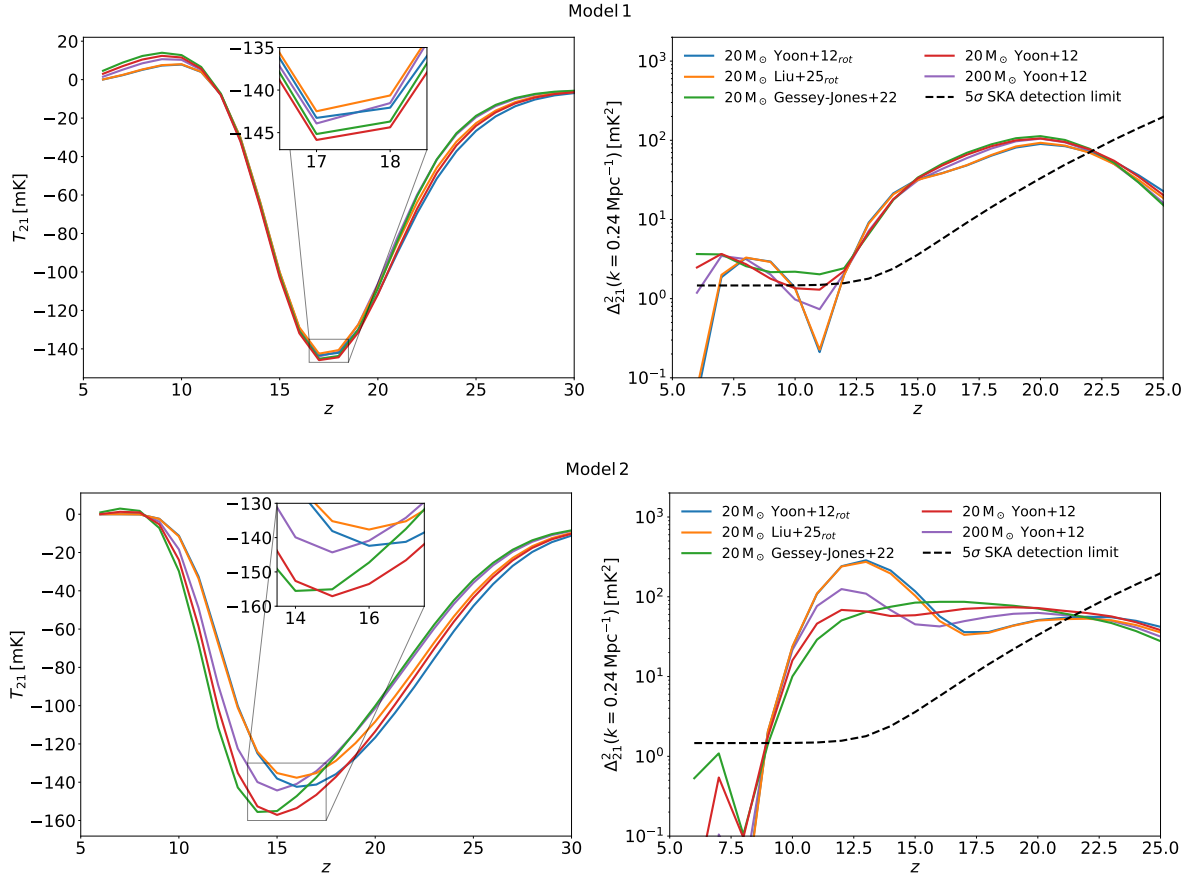 Model 1
20
0
−20
−40
−60
−80
−100
−120
−140
T₂₁ [mK]
5 10 15 20 25 30
z
−135
−140
−145
17 18
10³
10²
10¹
10⁰
10⁻¹
Δ²₂₁(k = 0.24 Mpc⁻¹) [mK²]
5.0 7.5 10.0 12.5 15.0 17.5 20.0 22.5 25.0
z
20 M⊙ Yoon+12rot
20 M⊙ Liu+25rot
20 M⊙ Gessey-Jones+22
20 M⊙ Yoon+12
200 M⊙ Yoon+12
5σ SKA detection limit
Model 2
0
−20
−40
−60
−80
−100
−120
−140
−160
T₂₁ [mK]
5 10 15 20 25 30
z
−130
−140
−150
−160
14 16
10³
10²
10¹
10⁰
10⁻¹
Δ²₂₁(k = 0.24 Mpc⁻¹) [mK²]
5.0 7.5 10.0 12.5 15.0 17.5 20.0 22.5 25.0
z
20 M⊙ Yoon+12rot
20 M⊙ Liu+25rot
20 M⊙ Gessey-Jones+22
20 M⊙ Yoon+12
200 M⊙ Yoon+12
5σ SKA detection limit